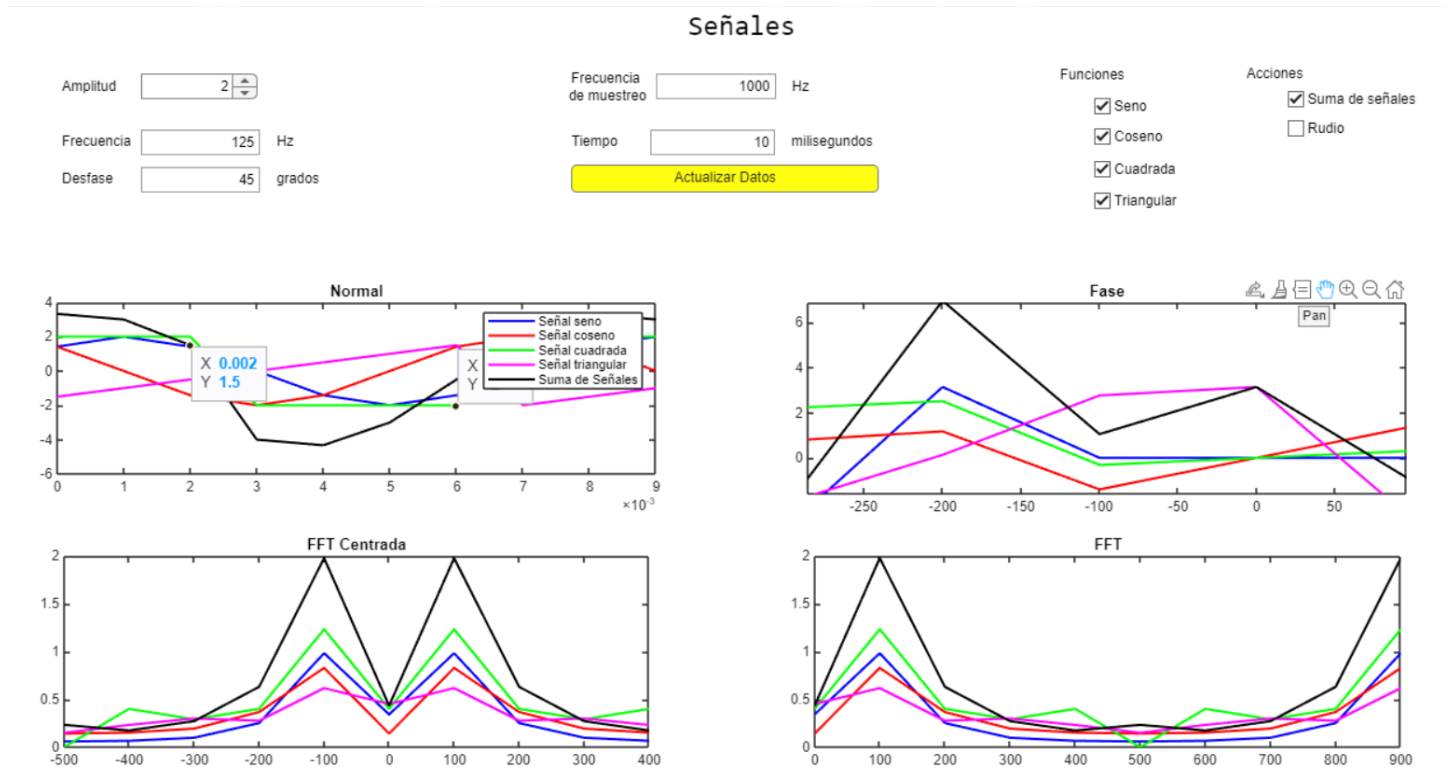 Señales
Amplitud 2
Frecuencia 125 Hz
Desfase 45 grados
Frecuencia
de muestreo 1000 Hz
Tiempo 10 milisegundos
Actualizar Datos
Funciones
Seno
Coseno
Cuadrada
Triangular
Acciones
Suma de señales
Rudio
Normal
4
2
0
-2
-4
-6
0 1 2 3 4 5 6 7 8 9
×10-3
X 0.002
Y 1.5
X
Y
Señal seno
Señal coseno
Señal cuadrada
Señal triangular
Suma de Señales
Fase
Pan
6
4
2
0
-250 -200 -150 -100 -50 0 50
FFT Centrada
2
1.5
1
0.5
0
-500 -400 -300 -200 -100 0 100 200 300 400
FFT
2
1.5
1
0.5
0
0 100 200 300 400 500 600 700 800 900